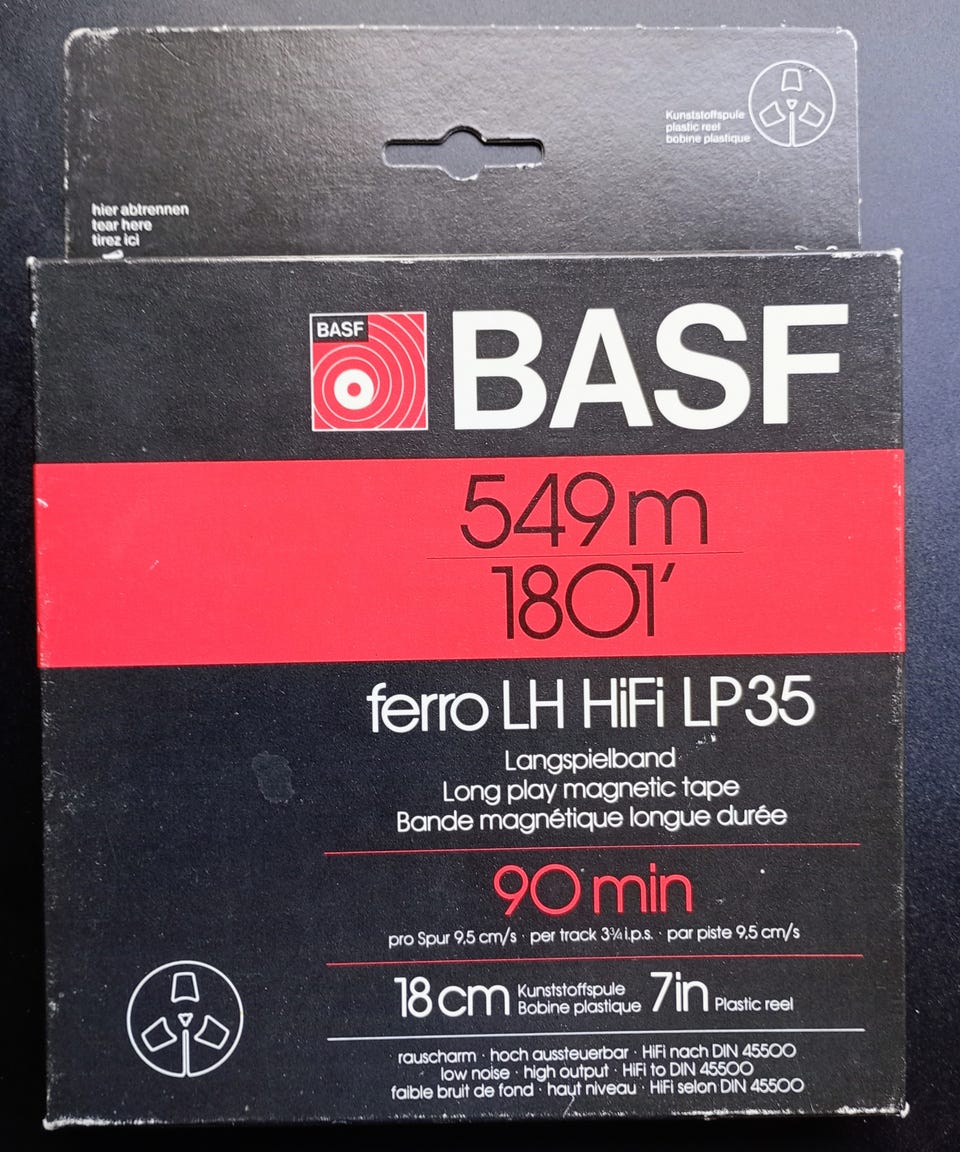 Kunststoffspule
plastic reel
bobine plastique
hier abtrennen
tear here
tirez ici
BASF
BASF
549 m
1801'
ferro LH HiFi LP35
Langspielband
Long play magnetic tape
Bande magnétique longue durée
90 min
pro Spur 9,5 cm/s · per track 3¾ i.p.s. · par piste 9,5 cm/s
18 cm Kunststoffspule Bobine plastique 7in Plastic reel
rauscharm · hoch aussteuerbar · HiFi nach DIN 45500
low noise · high output · HiFi to DIN 45500
faible bruit de fond · haut niveau · HiFi selon DIN 45500